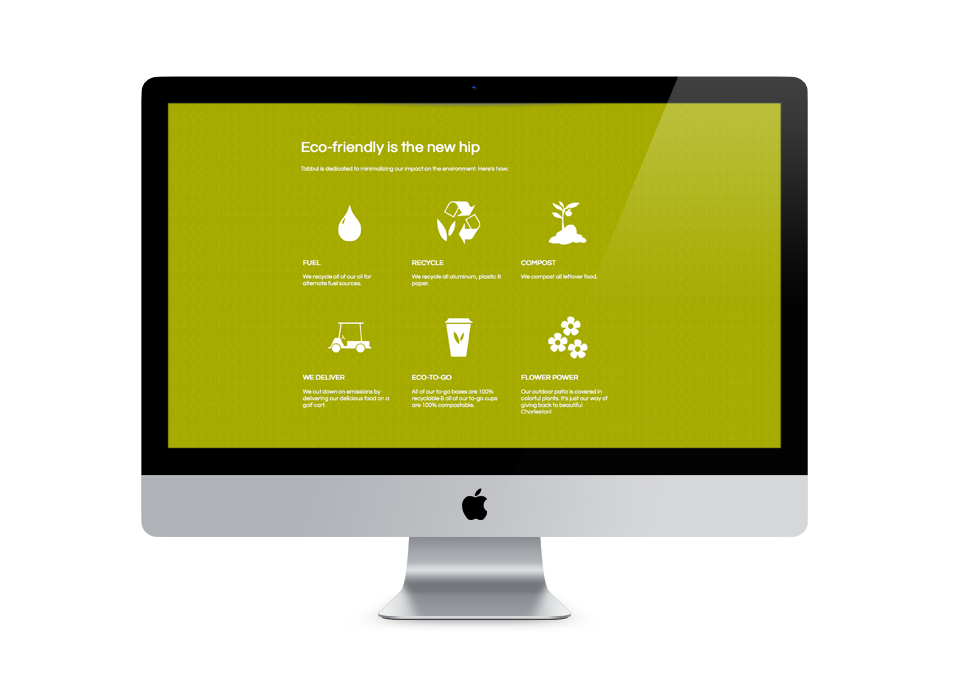 Eco-friendly is the new hip
Tabbul is dedicated to minimalizing our impact on the environment. Here's how:
FUEL
We recycle all of our oil for
alternate fuel sources.
RECYCLE
We recycle all aluminum, plastic &
paper.
COMPOST
We compost all leftover food.
WE DELIVER
We cut down on emissions by
delivering our delicious food on a
golf cart.
ECO-TO-GO
All of our to-go boxes are 100%
recyclable & all of our to-go cups
are 100% compostable.
FLOWER POWER
Our outdoor patio is covered in
colorful plants. It's just our way of
giving back to beautiful
Charleston!